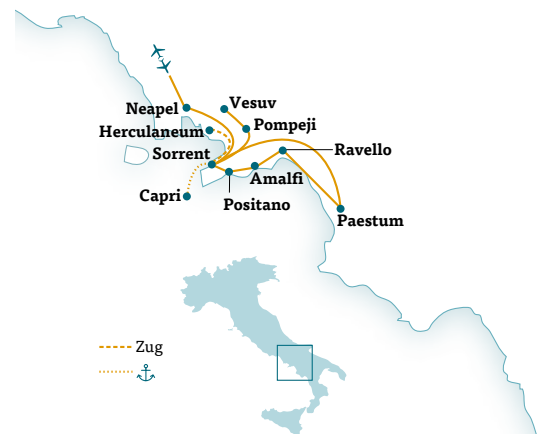 Neapel
Vesuv
Herculaneum
Pompeji
Sorrent
Ravello
Amalfi
Capri
Positano
Paestum
Zug